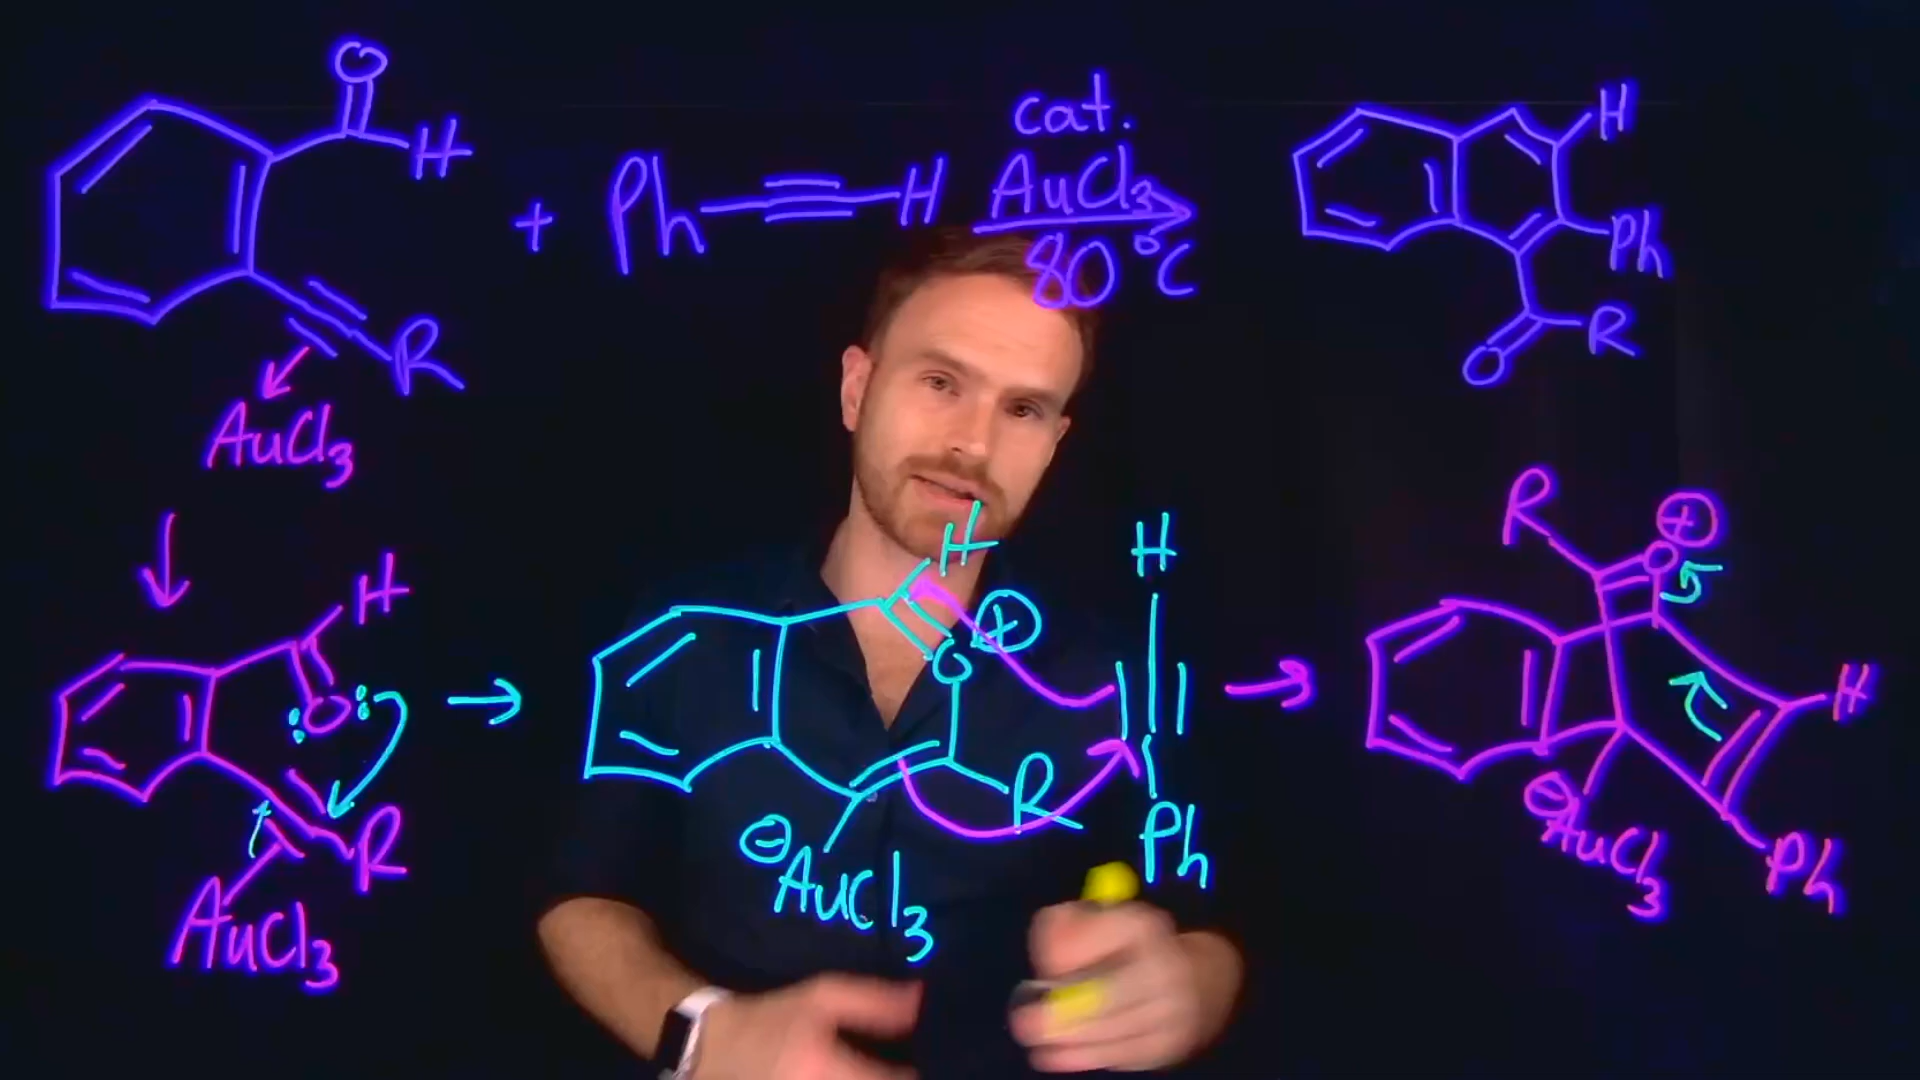 O
H
+ Ph H
R
AuCl3
cat.
AuCl3
80°C
H
Ph
O R
H
:O:
R
AuCl3
H
O ⊕
R
⊖
AuCl3
H
Ph
R ⊕
O
H
⊖
AuCl3
Ph